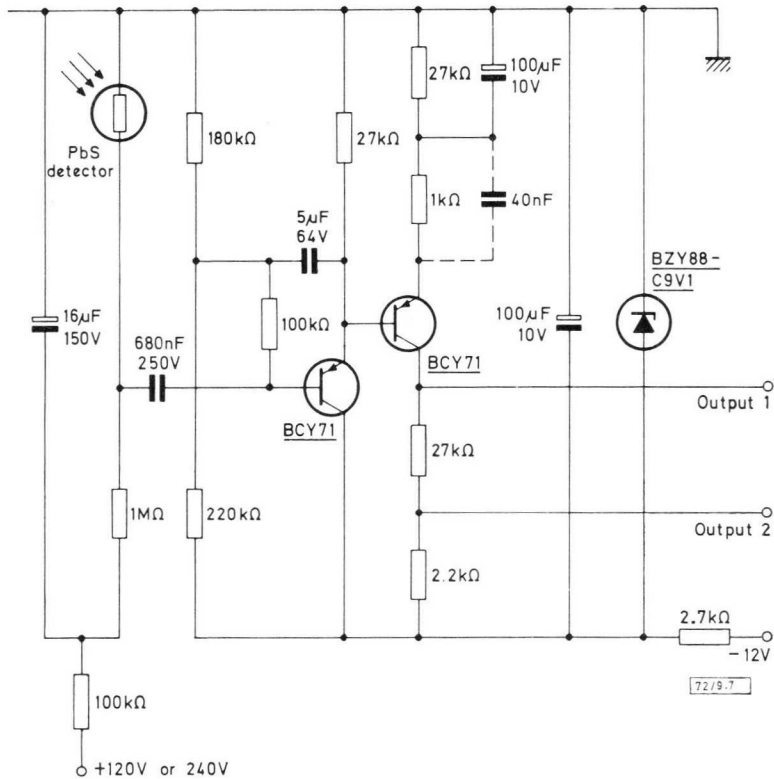 27kΩ
100μF
10V
PbS
detector
180kΩ
27kΩ
1kΩ
40nF
5μF
64V
BZY88-
C9V1
16μF
150V
100kΩ
680nF
250V
BCY71
100μF
10V
BCY71
Output 1
27kΩ
1MΩ
220kΩ
Output 2
2.2kΩ
2.7kΩ
-12V
72/9.7
100kΩ
+120V or 240V